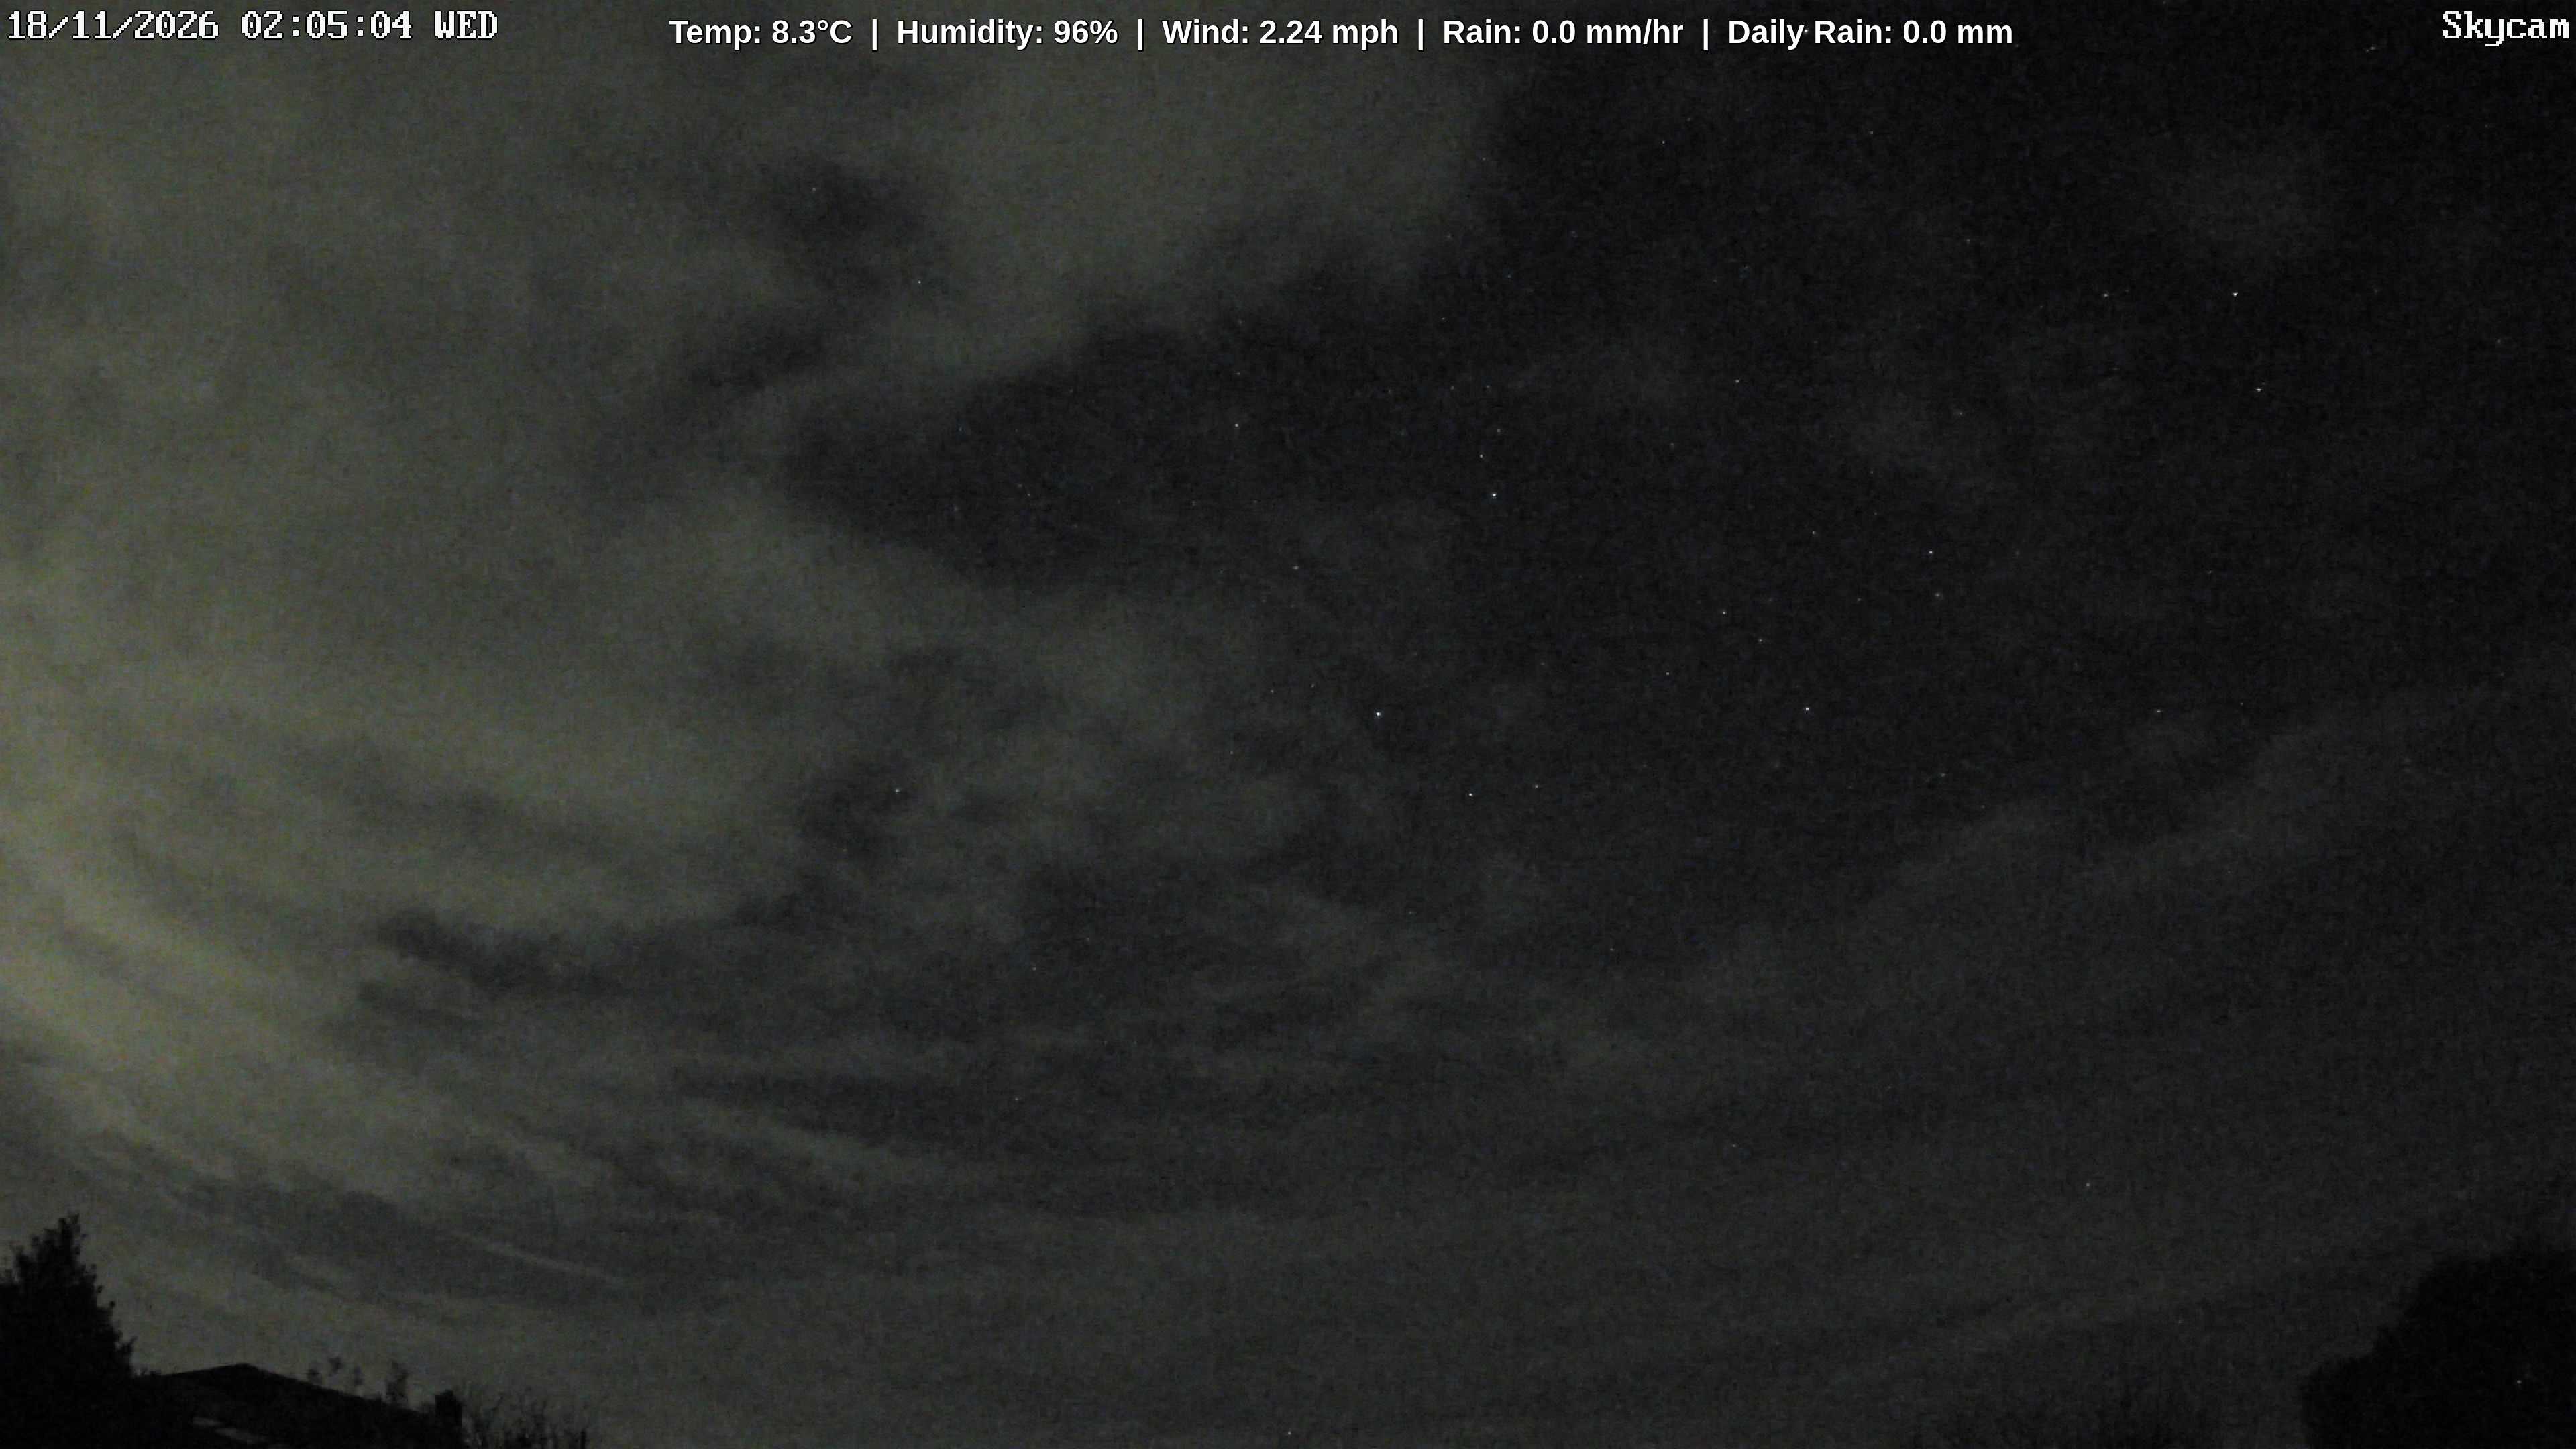 18/11/2026 02:05:04 WED
Temp: 8.3°C | Humidity: 96% | Wind: 2.24 mph | Rain: 0.0 mm/hr | Daily Rain: 0.0 mm
Skycam